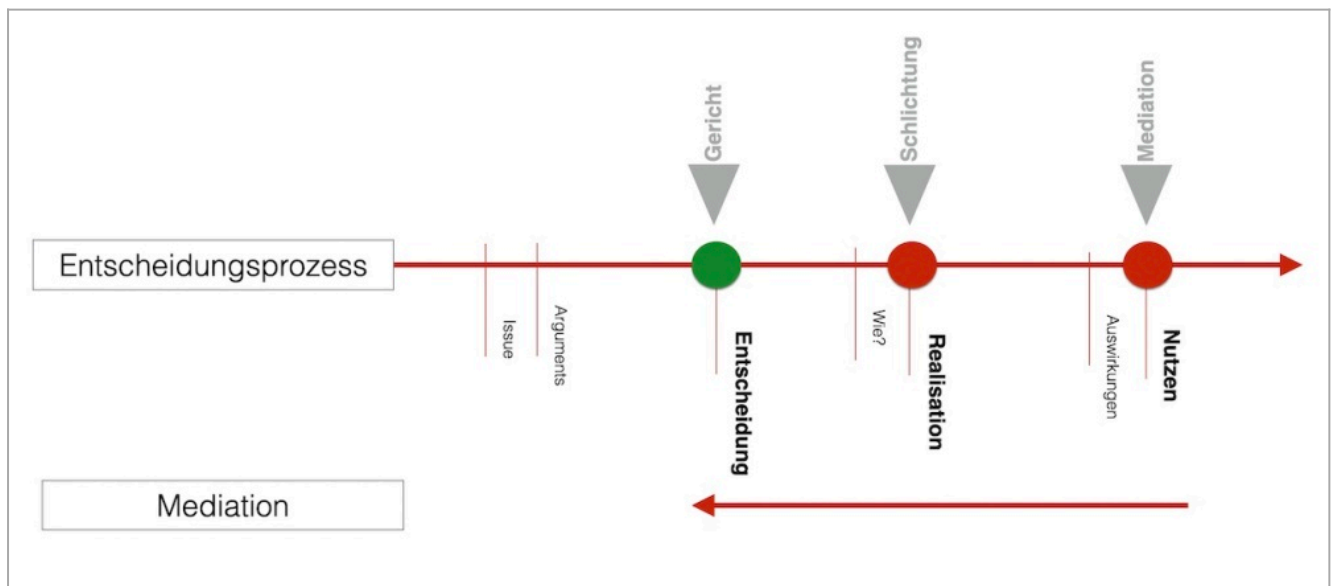 Gericht
Schlichtung
Mediation
Entscheidungsprozess
Issue
Arguments
Entscheidung
Wie?
Realisation
Auswirkungen
Nutzen
Mediation